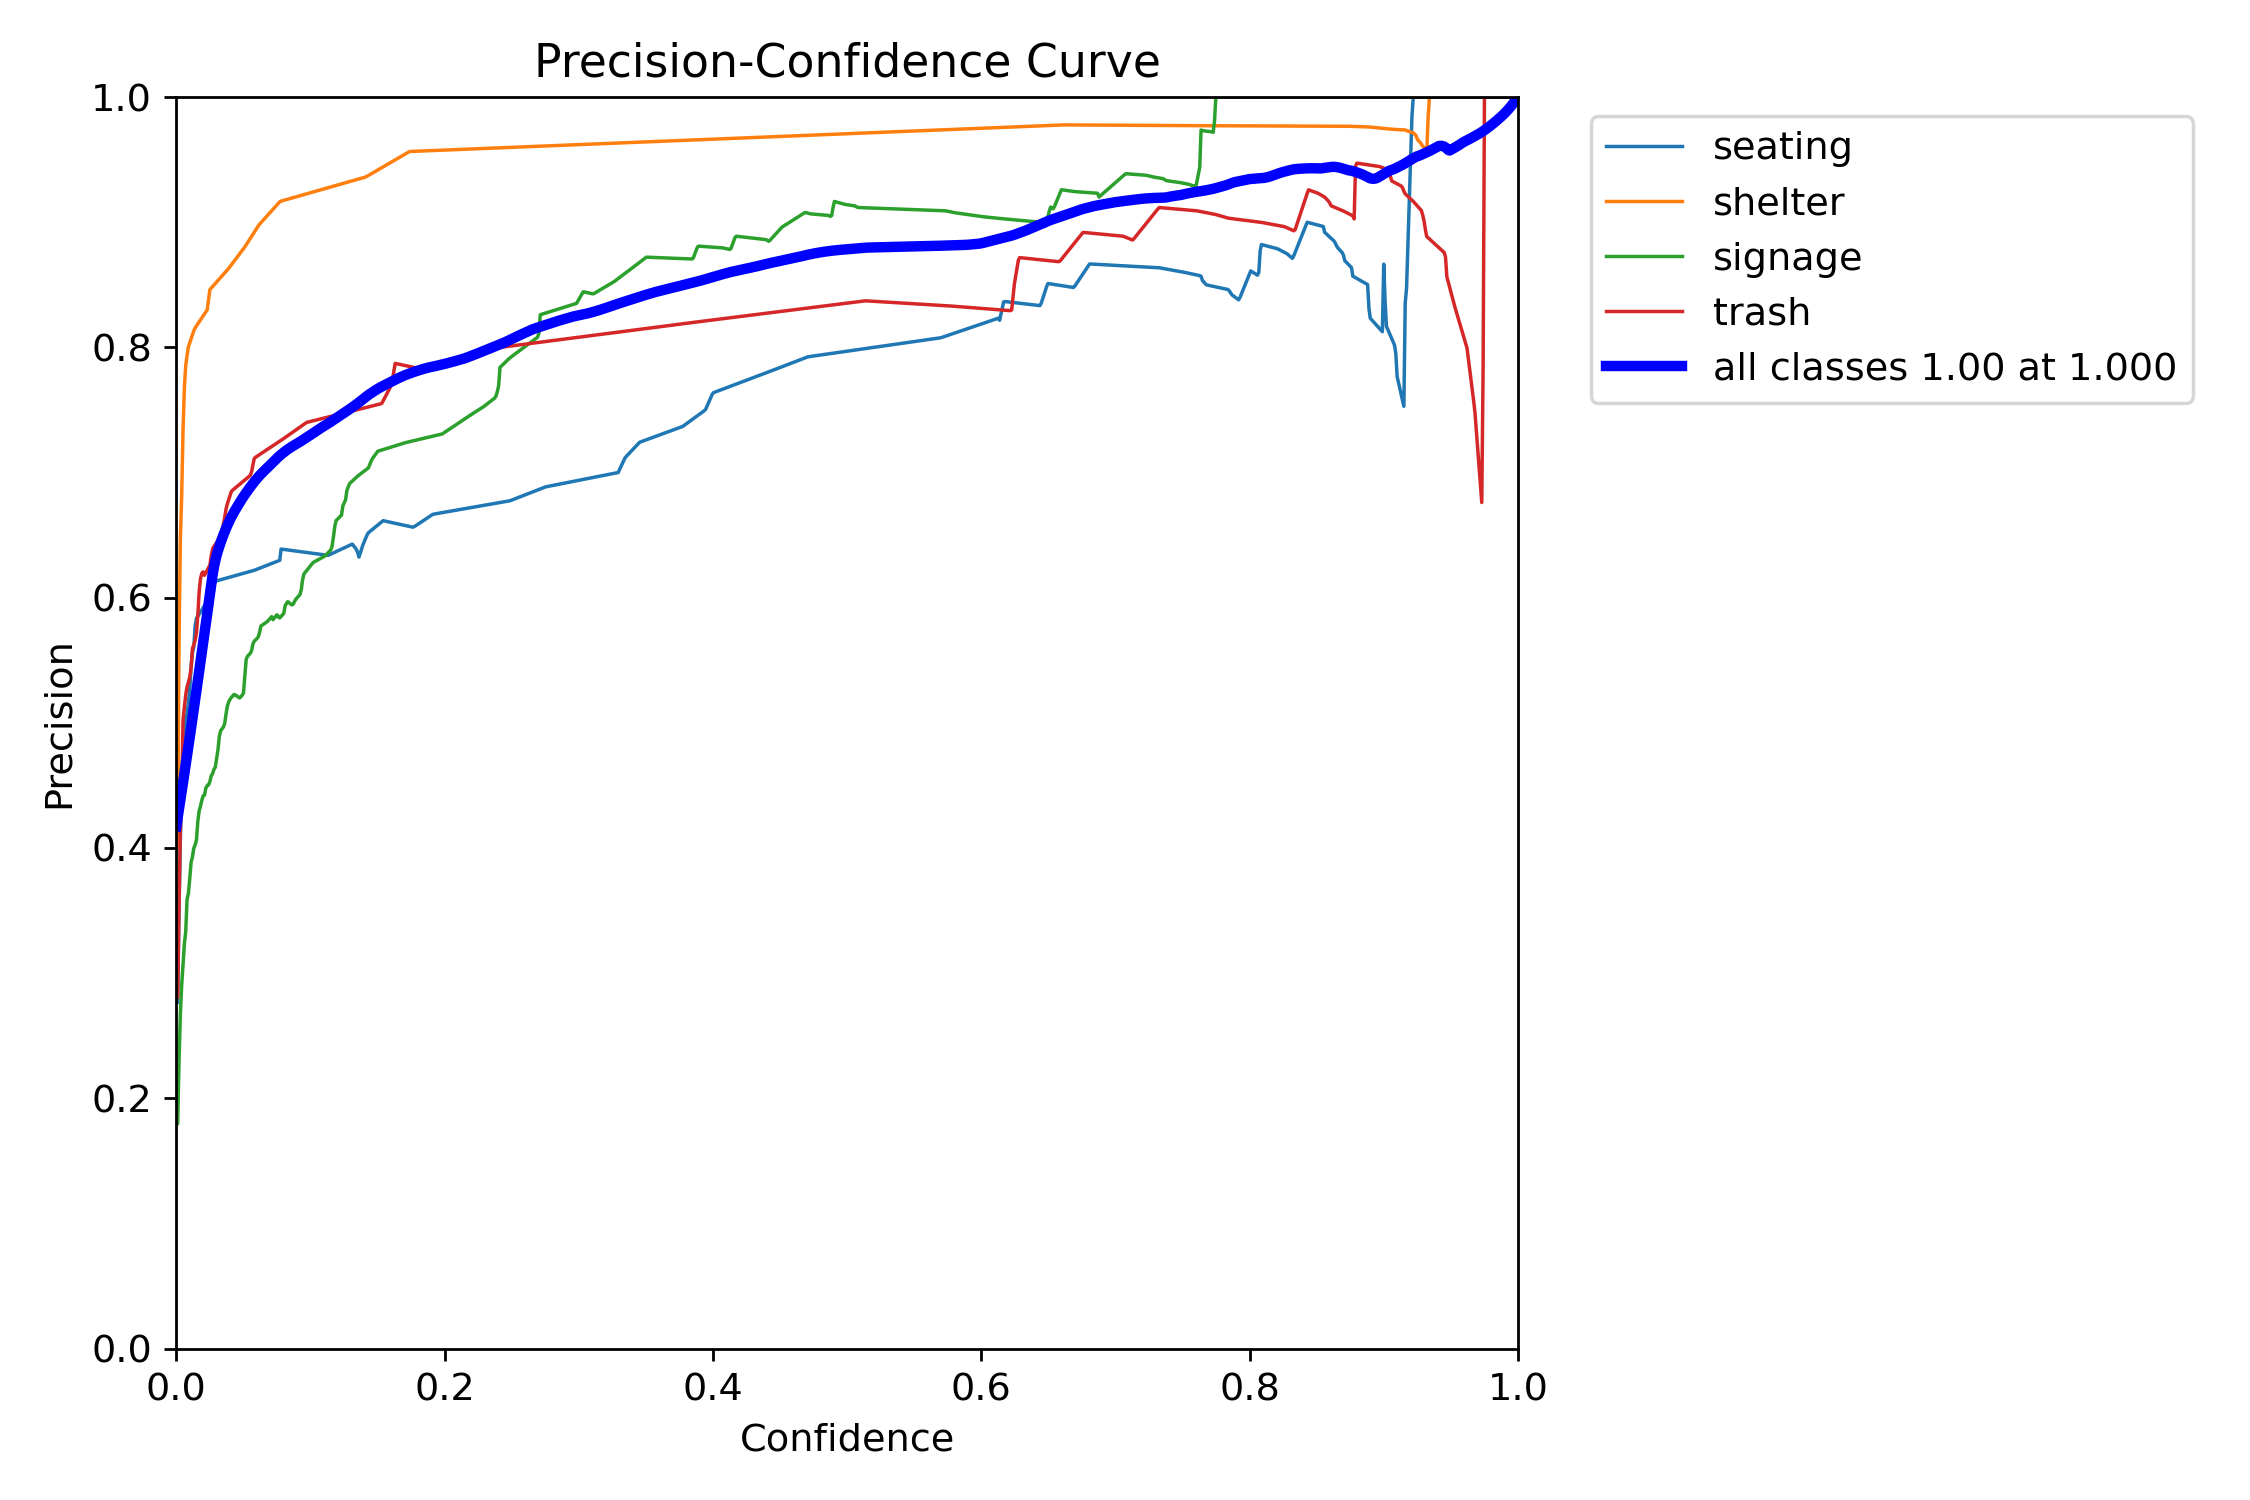 Precision-Confidence Curve
1.0
0.8
0.6
0.4
0.2
0.0
Precision
0.0 0.2 0.4 0.6 0.8 1.0
Confidence
seating
shelter
signage
trash
all classes 1.00 at 1.000